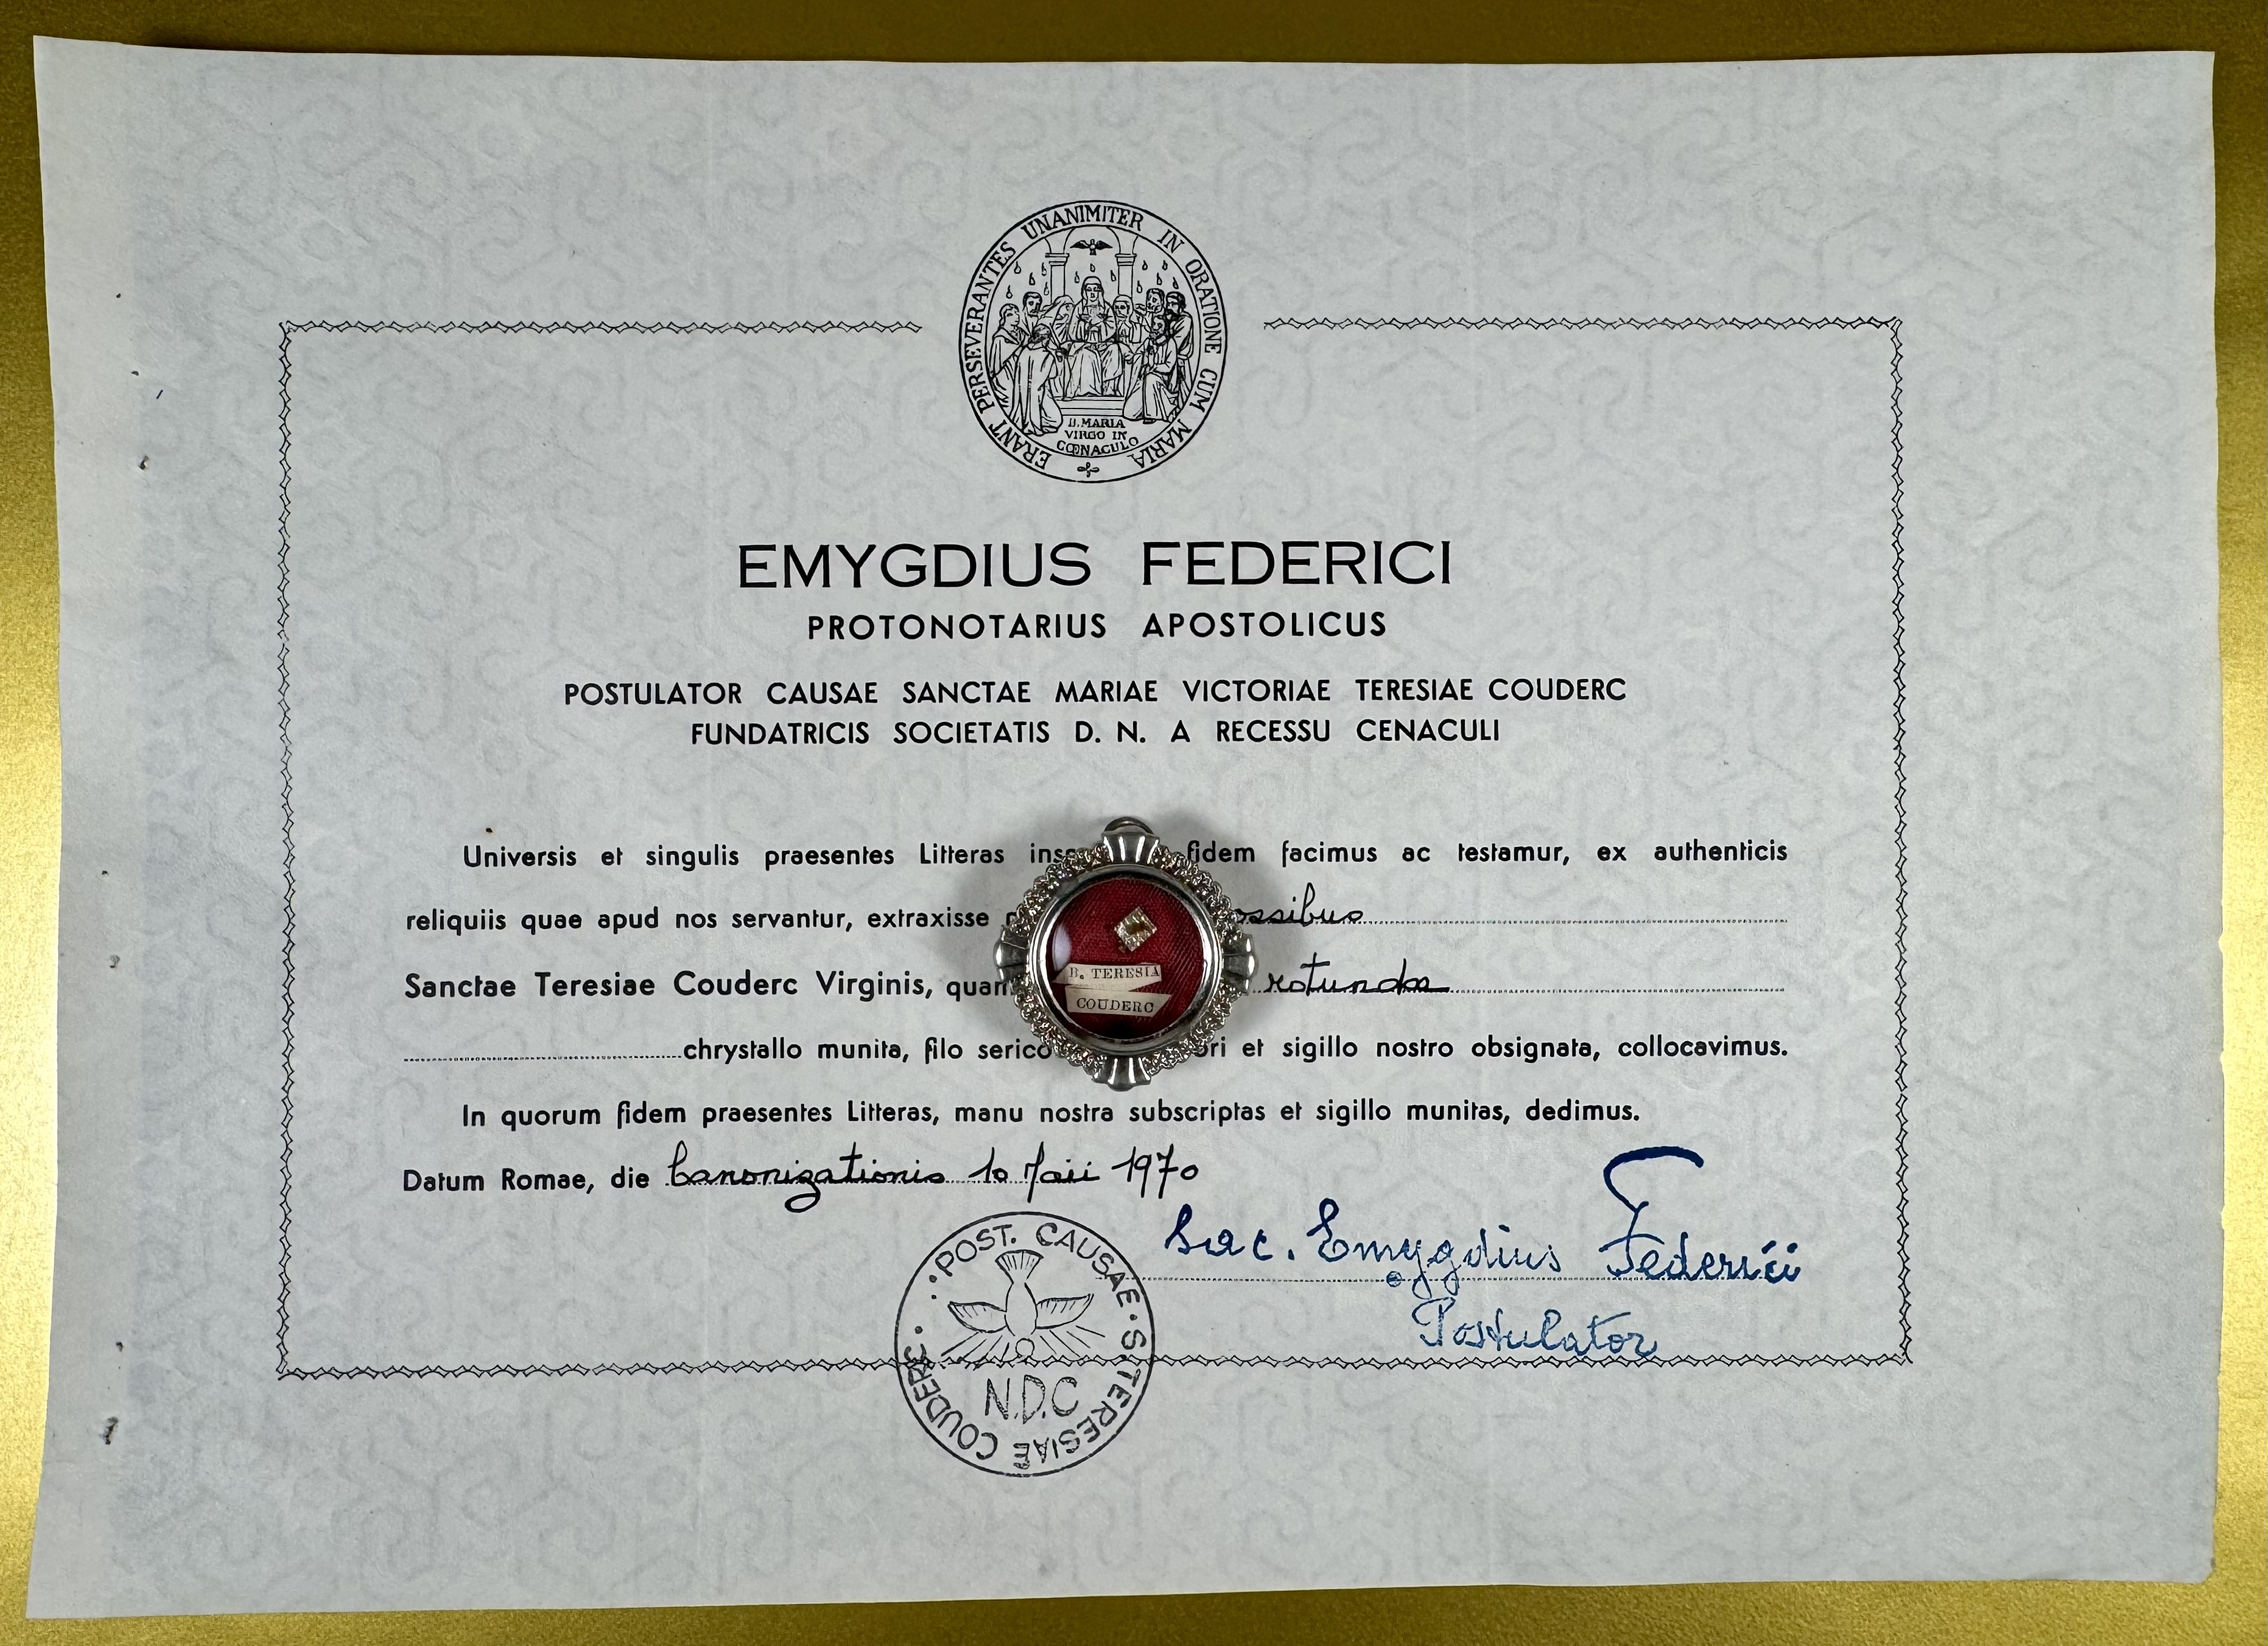 ERANT PERSEVERANTES UNANIMITER IN ORATIONE CUM MARIA
B. MARIA
VIRGO IN
CŒNACULO
EMYGDIUS FEDERICI
PROTONOTARIUS APOSTOLICUS
POSTULATOR CAUSAE SANCTAE MARIAE VICTORIAE TERESIAE COUDERC
FUNDATRICIS SOCIETATIS D. N. A RECESSU CENACULI
Universis et singulis praesentes Litteras fidem facimus ac testamur, ex authenticis
reliquiis quae apud nos servantur, extraxisse ossibus
Sanctae Teresiae Couderc Virginis, quam rotunda
B. TERESIA
COUDERC
chrystallo munita, filo serico et sigillo nostro obsignata, collocavimus.
In quorum fidem praesentes Litteras, manu nostra subscriptas et sigillo munitas, dedimus.
Datum Romae, die Canonizationis 10 Maii 1970
Sac. Emygdius Federici
Postulator
POST. CAUSAE · S. TERESIAE COUDERC
N.D.C